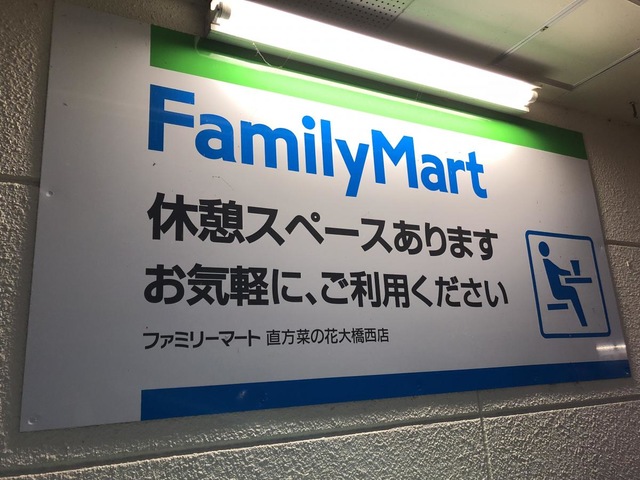 FamilyMart
休憩スペースあります
お気軽に、ご利用ください
ファミリーマート 直方菜の花大橋西店